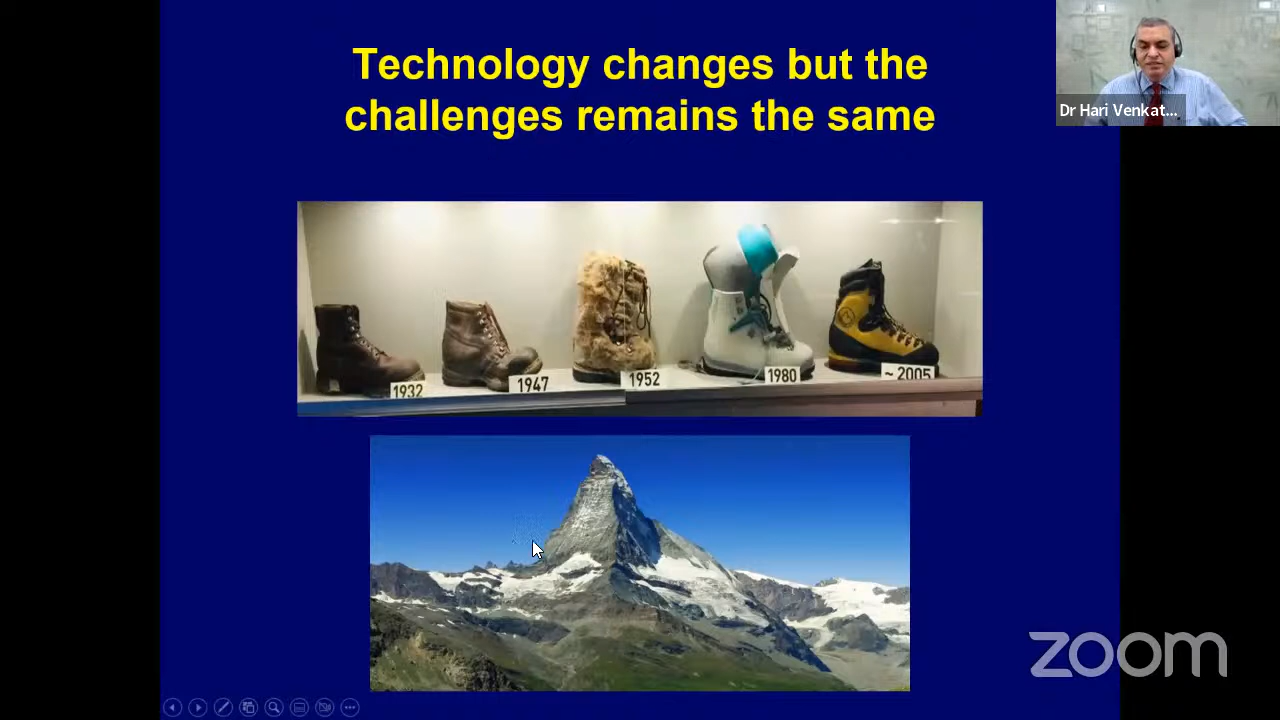 Technology changes but the
challenges remains the same
Dr Hari Venkat...
1932
1947
1952
1980
~ 2005
zoom